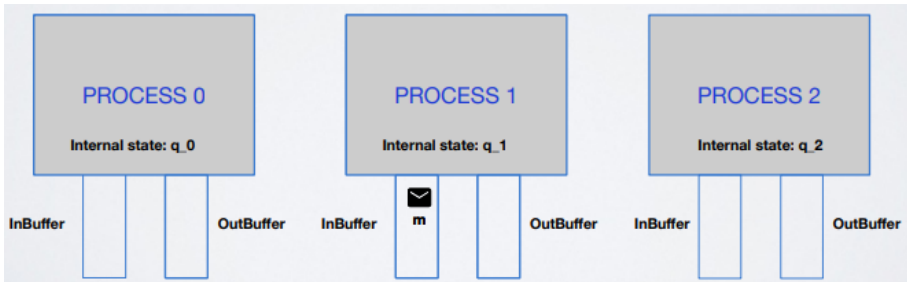 PROCESS 0
PROCESS 1
PROCESS 2
Internal state: q_0
Internal state: q_1
Internal state: q_2
InBuffer
OutBuffer
InBuffer
m
OutBuffer
InBuffer
OutBuffer